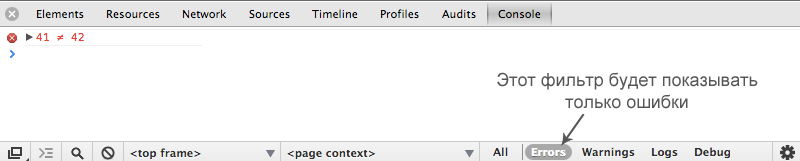 Elements Resources Network Sources Timeline Profiles Audits Console
41 ≠ 42
Этот фильтр будет показывать
только ошибки
<top frame> <page context> All Errors Warnings Logs Debug